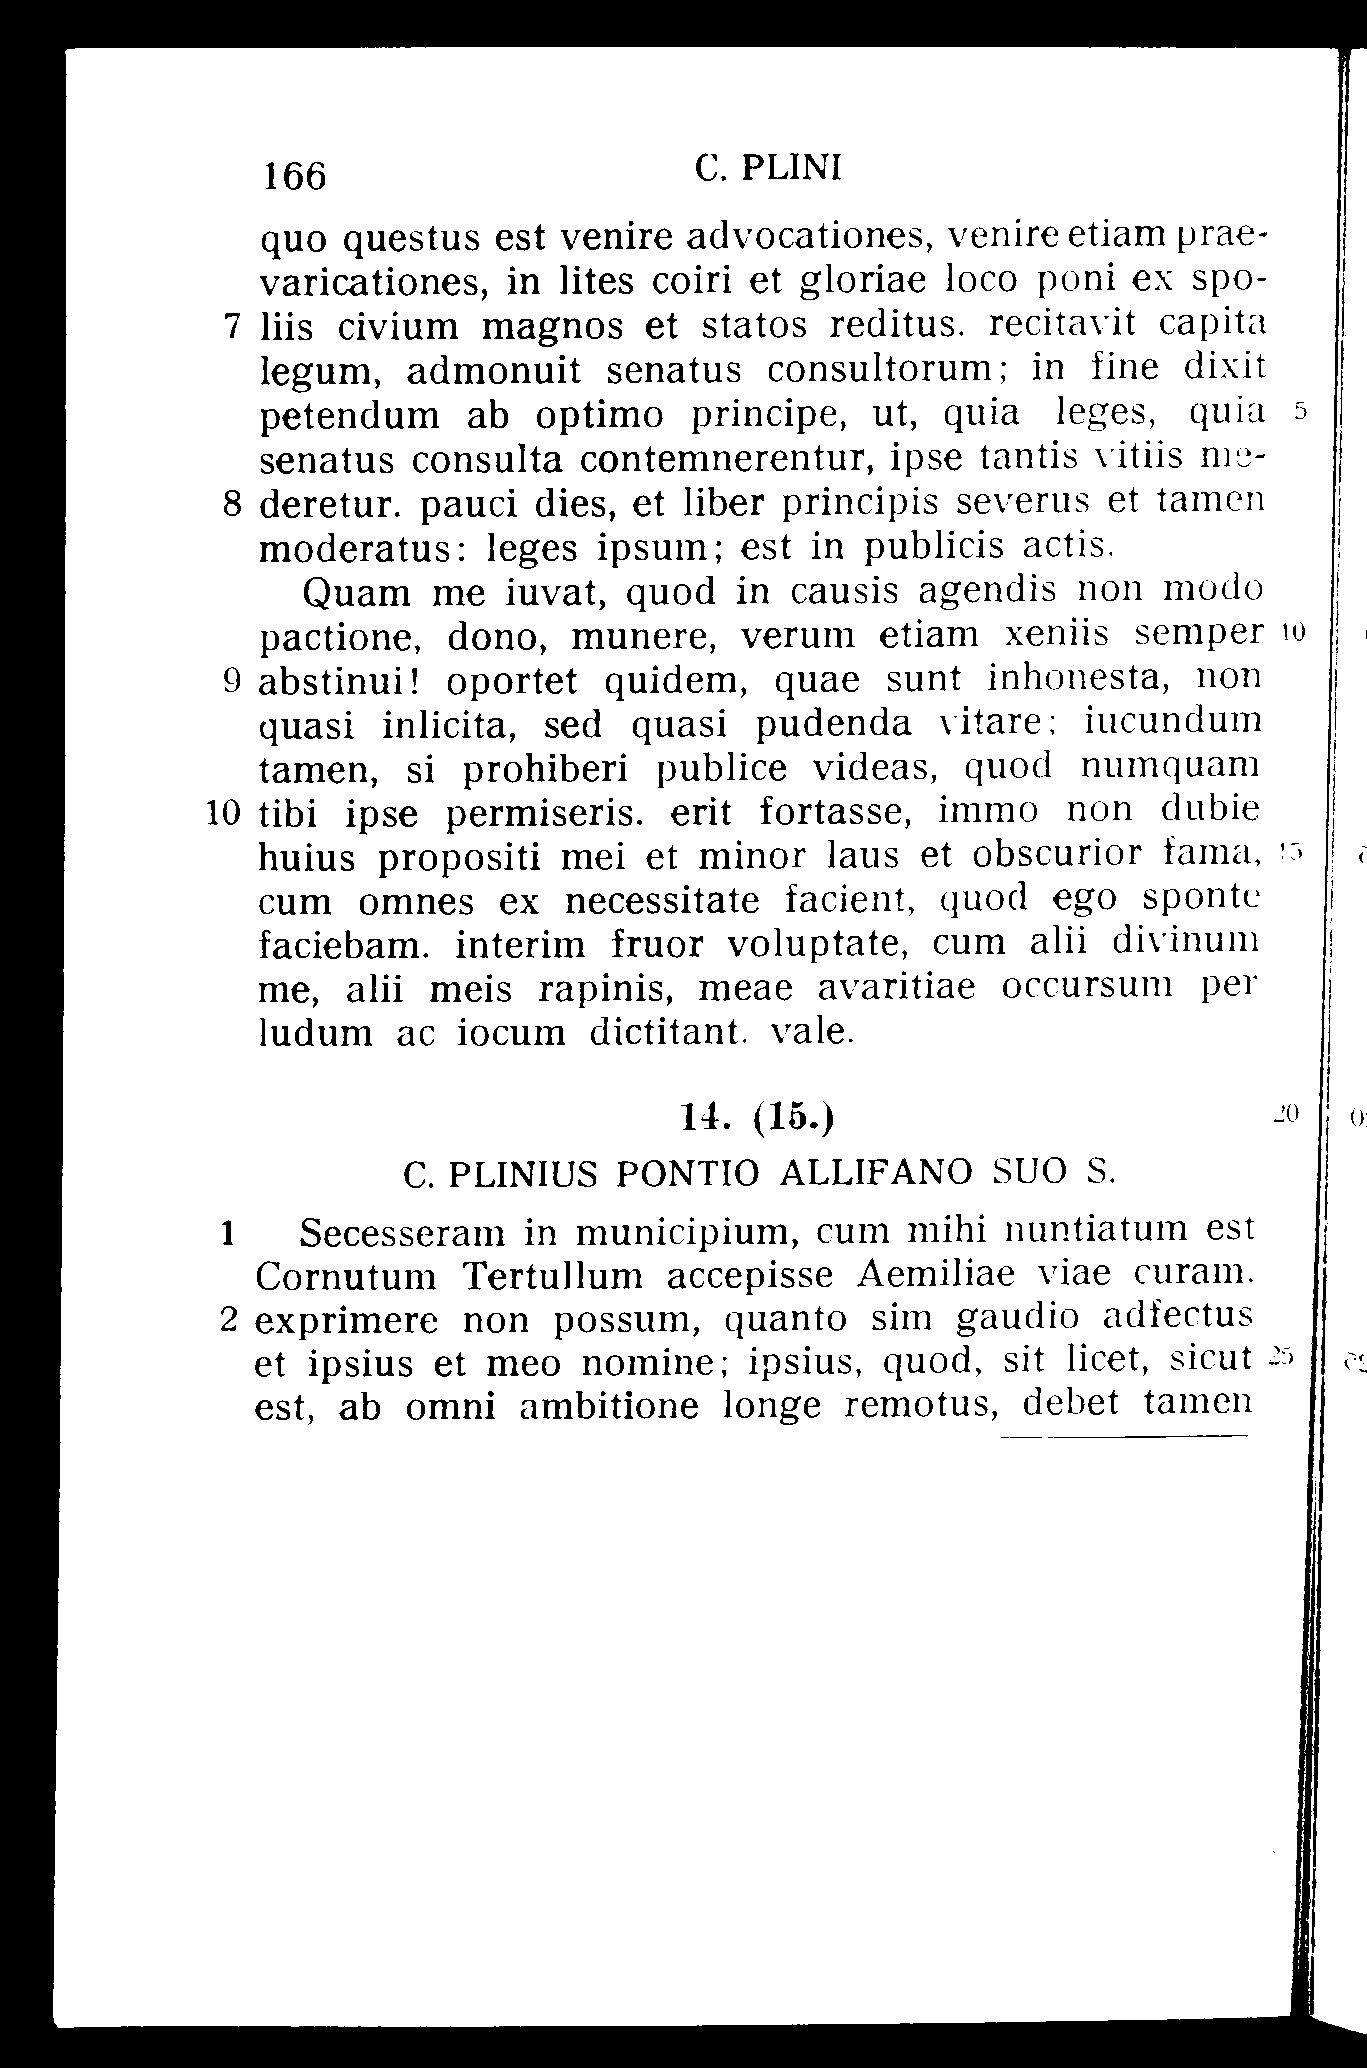 166 C. PLINI
quo questus est venire advocationes, venire etiam prae-
varicationes, in lites coiri et gloriae loco poni ex spo-
7 liis civium magnos et statos reditus. recitavit capita
legum, admonuit senatus consultorum; in fine dixit
petendum ab optimo principe, ut, quia leges, quia 5
senatus consulta contemnerentur, ipse tantis vitiis me-
8 deretur. pauci dies, et liber principis severus et tamen
moderatus: leges ipsum; est in publicis actis.
Quam me iuvat, quod in causis agendis non modo
pactione, dono, munere, verum etiam xeniis semper 10
9 abstinui! oportet quidem, quae sunt inhonesta, non
quasi inlicita, sed quasi pudenda vitare; iucundum
tamen, si prohiberi publice videas, quod numquam
10 tibi ipse permiseris. erit fortasse, immo non dubie
huius propositi mei et minor laus et obscurior fama, 15
cum omnes ex necessitate facient, quod ego sponte
faciebam. interim fruor voluptate, cum alii divinum
me, alii meis rapinis, meae avaritiae occursum per
ludum ac iocum dictitant. vale.
14. (15.) 20
C. PLINIUS PONTIO ALLIFANO SUO S.
1 Secesseram in municipium, cum mihi nuntiatum est
Cornutum Tertullum accepisse Aemiliae viae curam.
2 exprimere non possum, quanto sim gaudio adfectus
et ipsius et meo nomine; ipsius, quod, sit licet, sicut 25
est, ab omni ambitione longe remotus, debet tamen